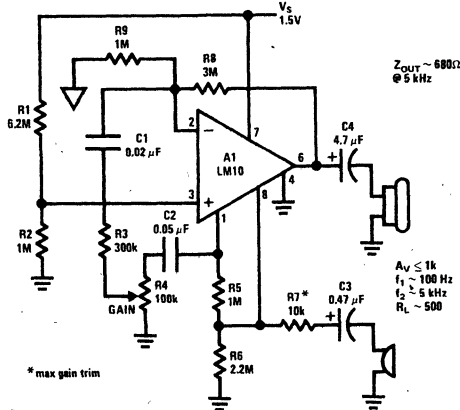 VS
1.5V
R9
1M
R8
3M
ZOUT ~ 680Ω
@ 5 kHz
R1
6.2M
C1
0.02 μF
2
−
7
A1
LM10
6
4
C4
4.7 μF
+
3
+
1
8
R2
1M
R3
300k
C2
0.05 μF
R4
100k
GAIN
R5
1M
R7*
10k
C3
0.47 μF
+
AV ≤ 1k
f1 ~ 100 Hz
f2 ~ 5 kHz
RL ~ 500
R6
2.2M
*max gain trim